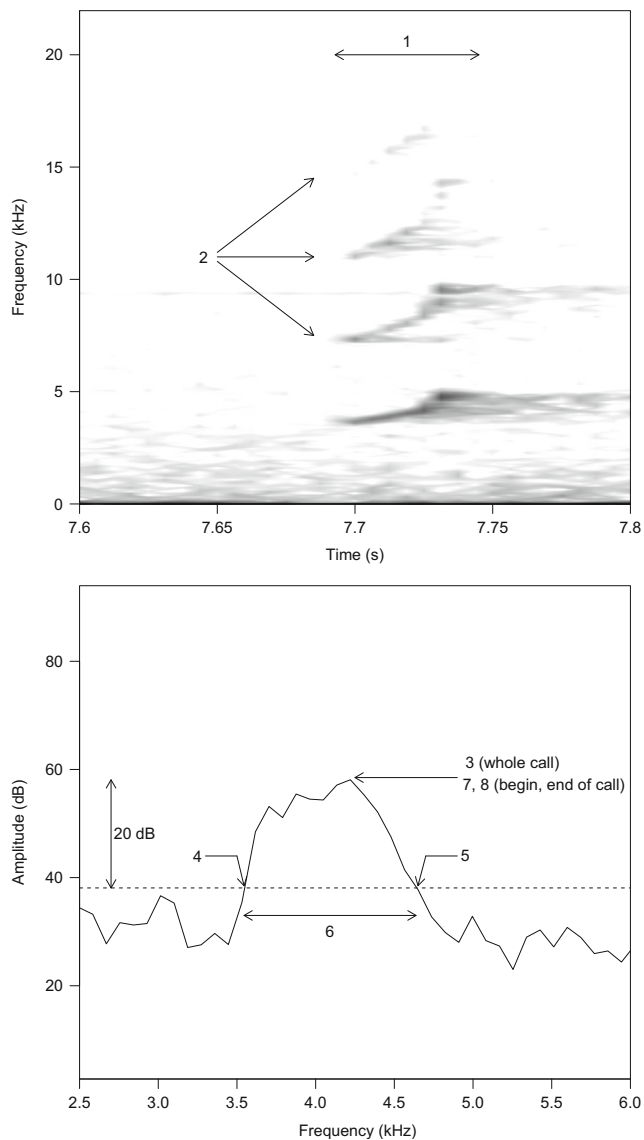 1
20
15
10
5
0
2
Frequency (kHz)
7.6 7.65 7.7 7.75 7.8
Time (s)
80
60
40
20
Amplitude (dB)
3 (whole call)
7, 8 (begin, end of call)
20 dB
4
5
6
2.5 3.0 3.5 4.0 4.5 5.0 5.5 6.0
Frequency (kHz)